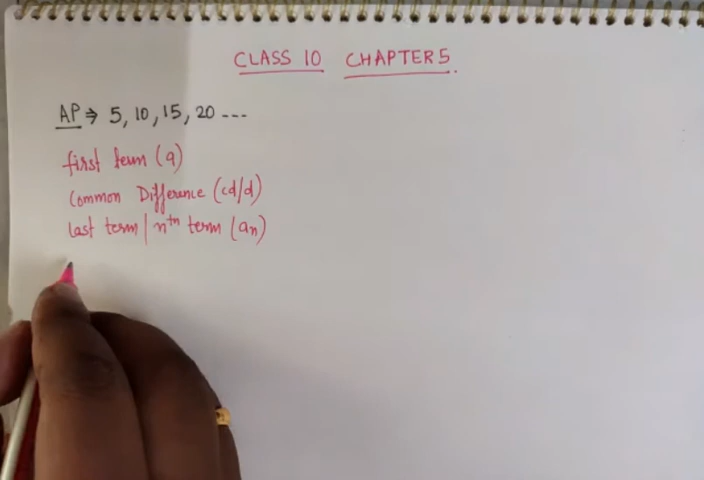 CLASS 10 CHAPTER 5.
AP ⇒ 5, 10, 15, 20 ---
first term (a)
Common Difference (cd/d)
last term / nth term (an)